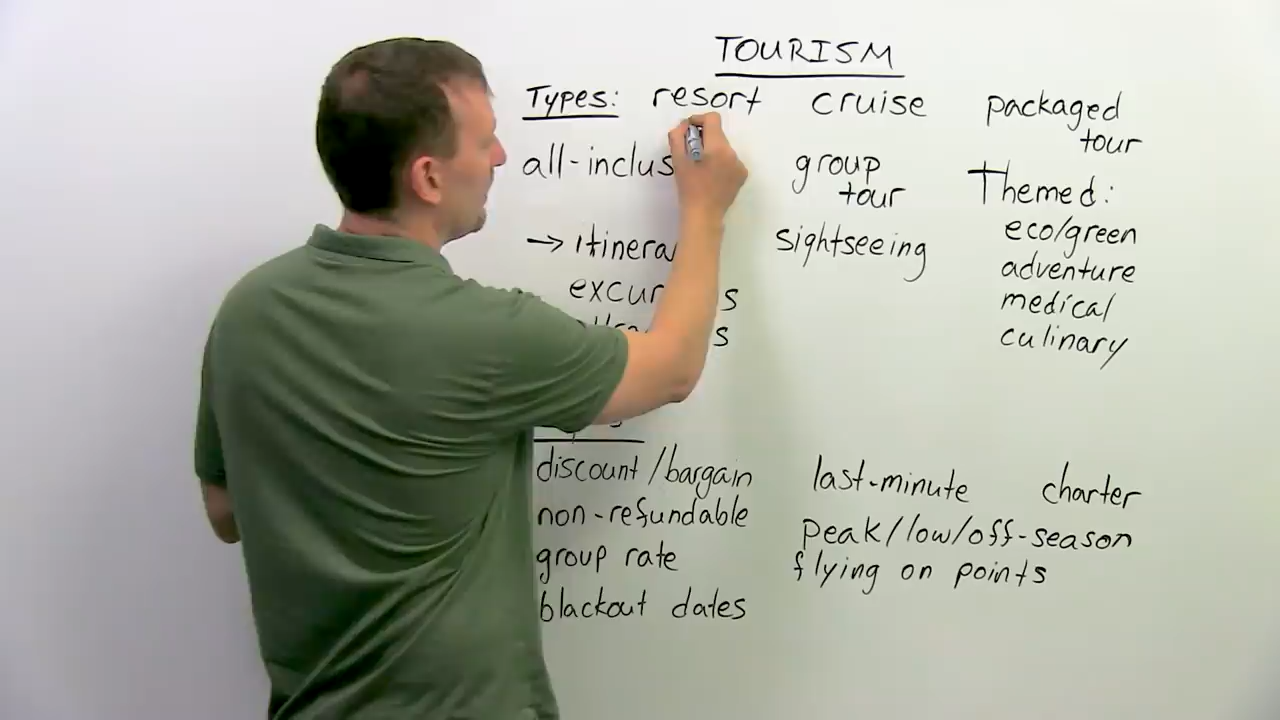 TOURISM
Types: resort cruise packaged tour
all-inclus group tour
Themed:
→ itinera sightseeing
eco/green
adventure
medical
culinary
discount/bargain last-minute charter
non-refundable peak/low/off-season
group rate flying on points
blackout dates